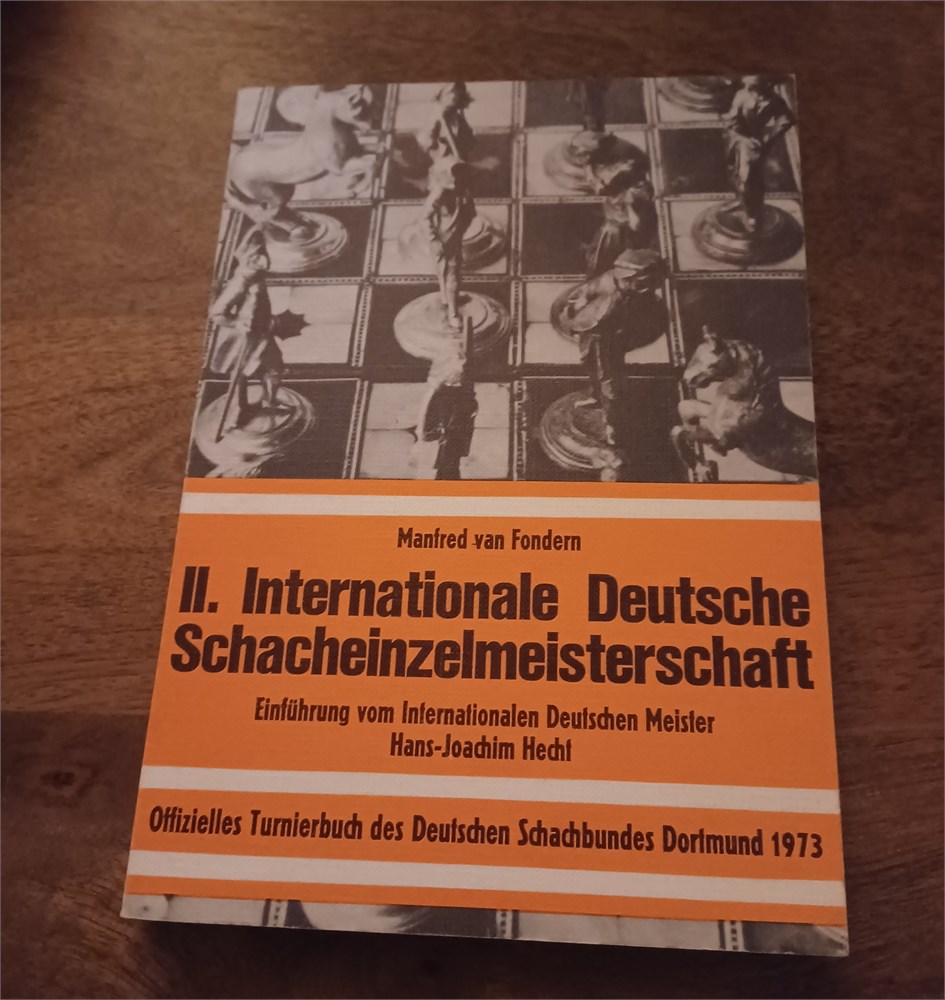 Manfred van Fondern
II. Internationale Deutsche
Schacheinzelmeisterschaft
Einführung vom Internationalen Deutschen Meister
Hans-Joachim Hecht
Offizielles Turnierbuch des Deutschen Schachbundes Dortmund 1973